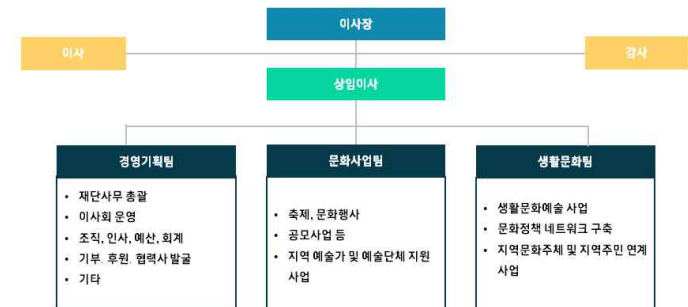 이사장
이사
감사
상임이사
경영기획팀
• 재단사무 총괄
• 이사회 운영
• 조직, 인사, 예산, 회계
• 기부. 후원. 협력사 발굴
• 기타
문화사업팀
• 축제, 문화행사
• 공모사업 등
• 지역 예술가 및 예술단체 지원
사업
생활문화팀
• 생활문화예술 사업
• 문화정책 네트워크 구축
• 지역문화주체 및 지역주민 연계
사업